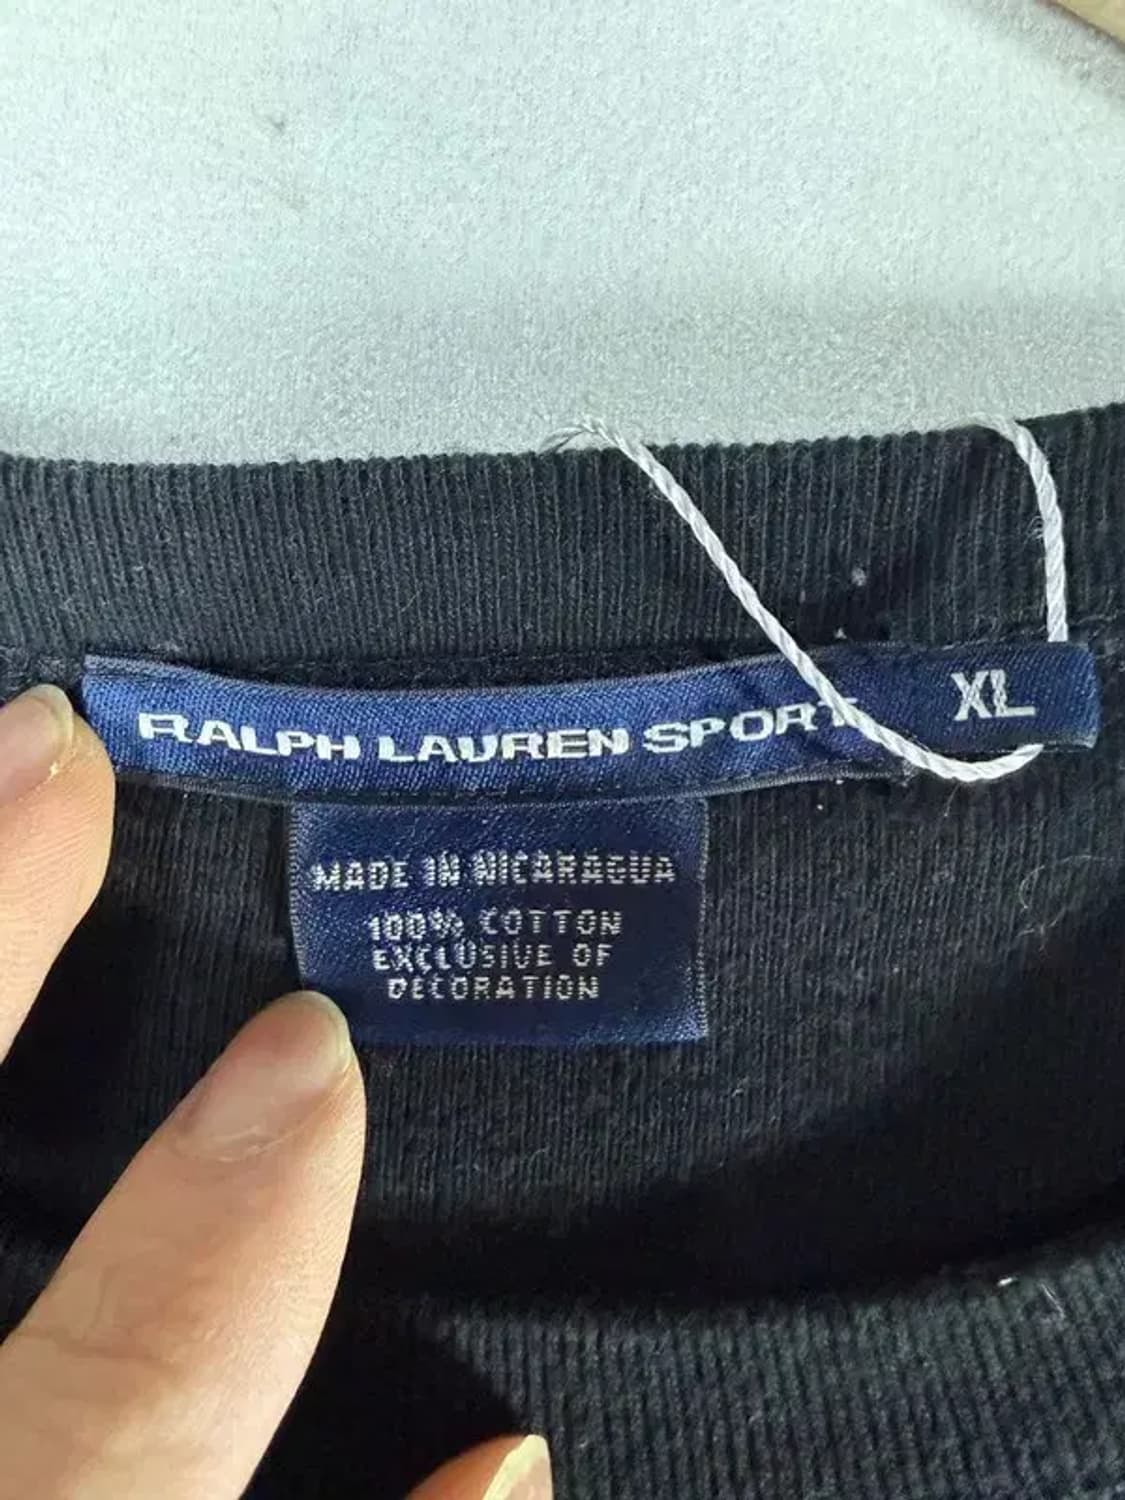 RALPH LAUREN SPORT XL
MADE IN NICARAGUA
100% COTTON
EXCLUSIVE OF
DECORATION